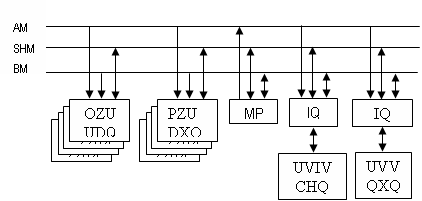 AM
SHM
BM
OZU
UDQ
PZU
DXQ
MP
IQ
IQ
UVIV
CHQ
UVV
QXQ